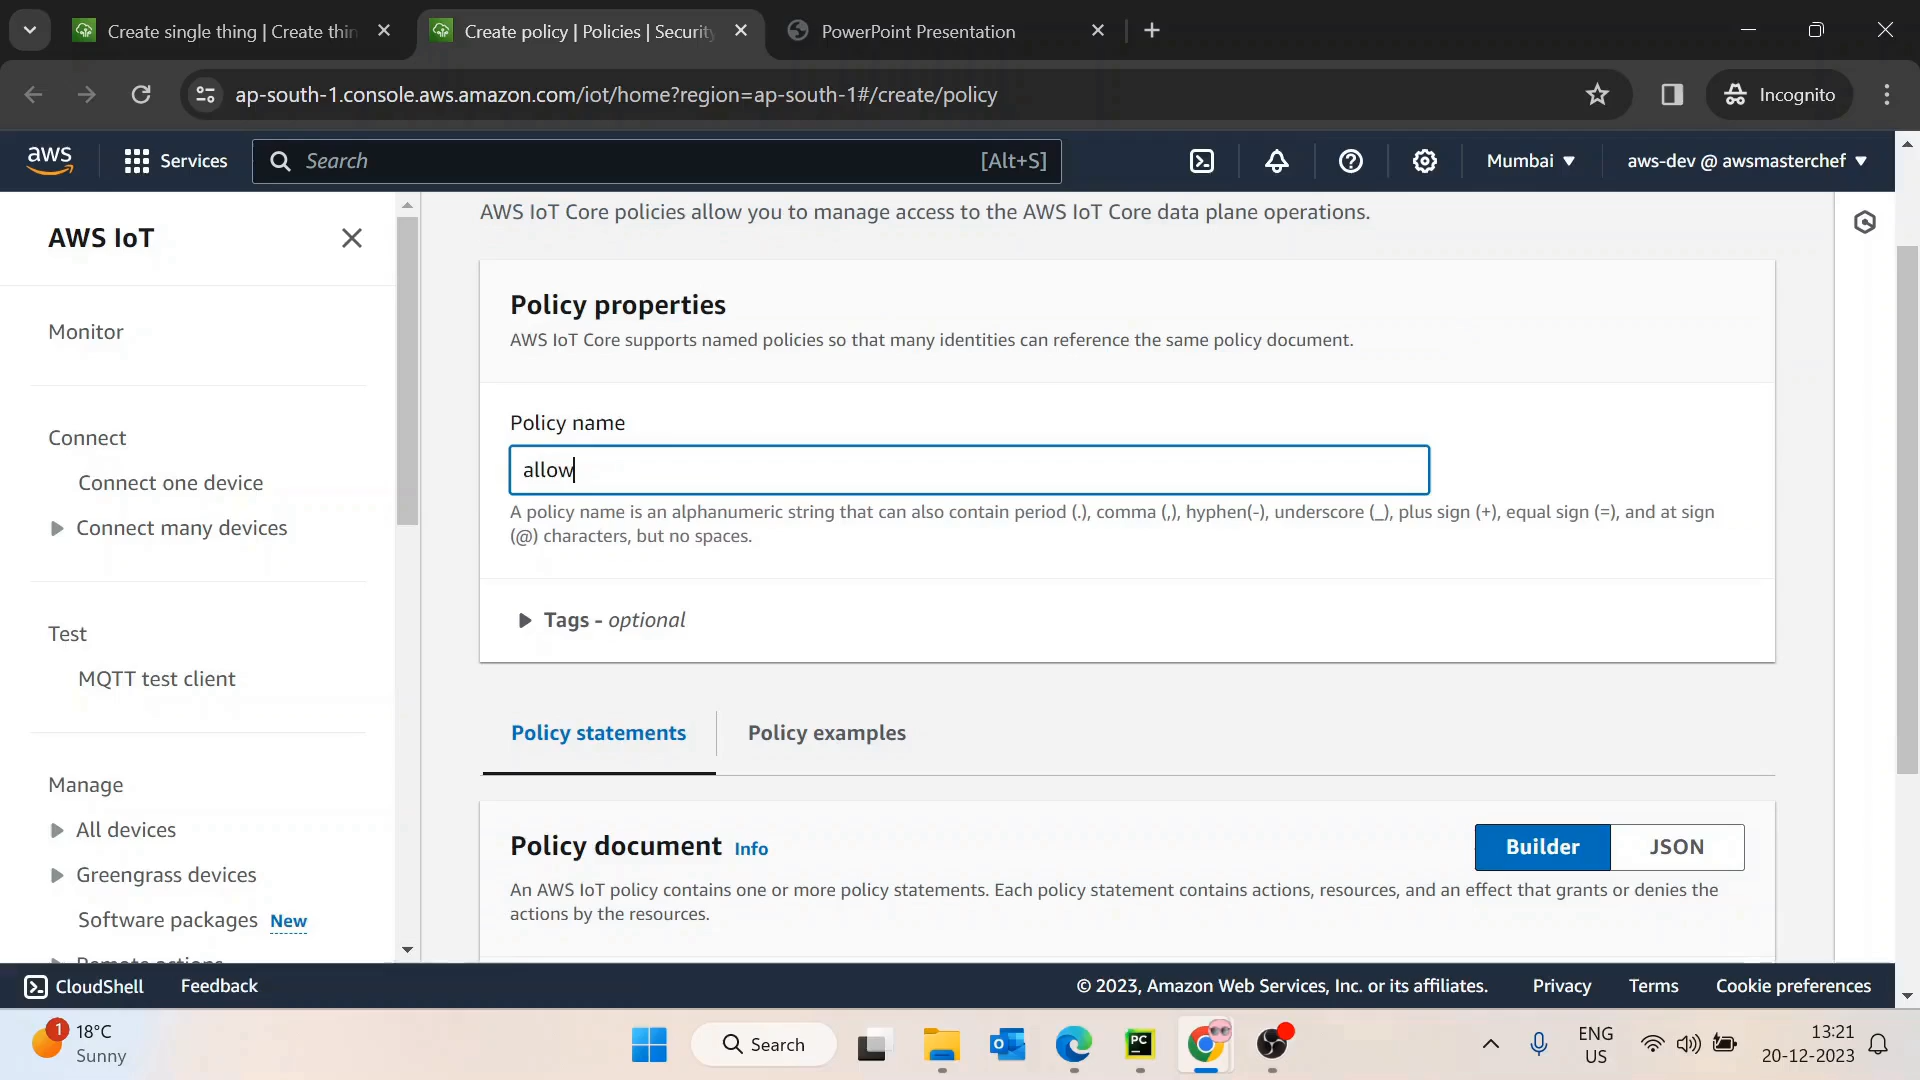 Create single thing | Create thin
Create policy | Policies | Security
PowerPoint Presentation
ap-south-1.console.aws.amazon.com/iot/home?region=ap-south-1#/create/policy
Incognito
aws
Services
Search
[Alt+S]
Mumbai
aws-dev @ awsmasterchef
AWS IoT
Monitor
Connect
Connect one device
Connect many devices
Test
MQTT test client
Manage
All devices
Greengrass devices
Software packages New
Remote actions
AWS IoT Core policies allow you to manage access to the AWS IoT Core data plane operations.
Policy properties
AWS IoT Core supports named policies so that many identities can reference the same policy document.
Policy name
allow
A policy name is an alphanumeric string that can also contain period (.), comma (,), hyphen(-), underscore (_), plus sign (+), equal sign (=), and at sign
(@) characters, but no spaces.
Tags - optional
Policy statements
Policy examples
Policy document Info
Builder
JSON
An AWS IoT policy contains one or more policy statements. Each policy statement contains actions, resources, and an effect that grants or denies the
actions by the resources.
CloudShell
Feedback
© 2023, Amazon Web Services, Inc. or its affiliates.
Privacy
Terms
Cookie preferences
1
18°C
Sunny
Search
PC
ENG
US
13:21
20-12-2023